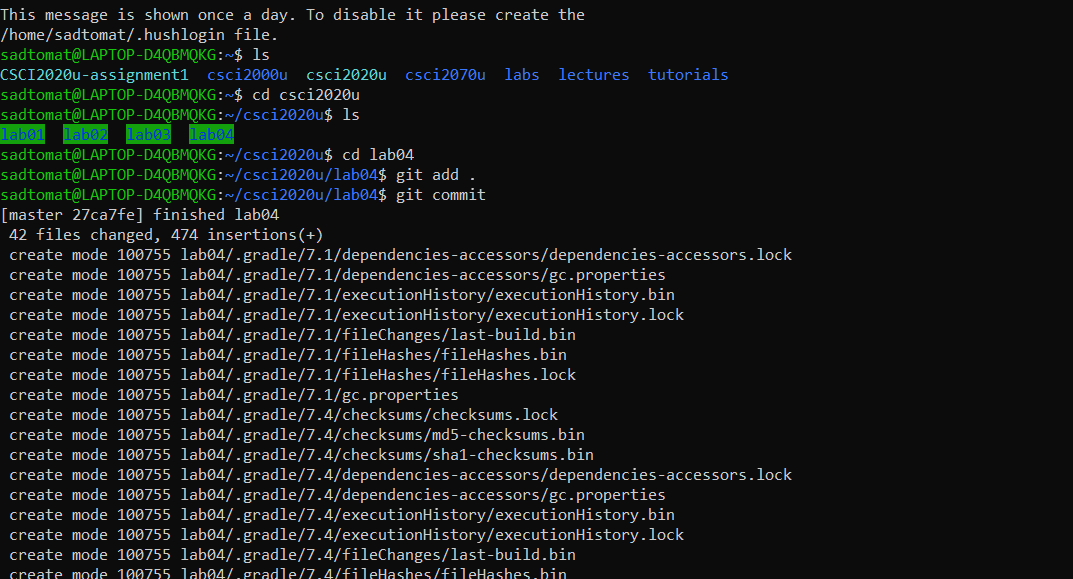 This message is shown once a day. To disable it please create the
/home/sadtomat/.hushlogin file.
sadtomat@LAPTOP-D4QBMQKG:~$ ls
CSCI2020u-assignment1  csci2000u  csci2020u  csci2070u  labs  lectures  tutorials
sadtomat@LAPTOP-D4QBMQKG:~$ cd csci2020u
sadtomat@LAPTOP-D4QBMQKG:~/csci2020u$ ls
lab01  lab02  lab03  lab04
sadtomat@LAPTOP-D4QBMQKG:~/csci2020u$ cd lab04
sadtomat@LAPTOP-D4QBMQKG:~/csci2020u/lab04$ git add .
sadtomat@LAPTOP-D4QBMQKG:~/csci2020u/lab04$ git commit
[master 27ca7fe] finished lab04
 42 files changed, 474 insertions(+)
 create mode 100755 lab04/.gradle/7.1/dependencies-accessors/dependencies-accessors.lock
 create mode 100755 lab04/.gradle/7.1/dependencies-accessors/gc.properties
 create mode 100755 lab04/.gradle/7.1/executionHistory/executionHistory.bin
 create mode 100755 lab04/.gradle/7.1/executionHistory/executionHistory.lock
 create mode 100755 lab04/.gradle/7.1/fileChanges/last-build.bin
 create mode 100755 lab04/.gradle/7.1/fileHashes/fileHashes.bin
 create mode 100755 lab04/.gradle/7.1/fileHashes/fileHashes.lock
 create mode 100755 lab04/.gradle/7.1/gc.properties
 create mode 100755 lab04/.gradle/7.4/checksums/checksums.lock
 create mode 100755 lab04/.gradle/7.4/checksums/md5-checksums.bin
 create mode 100755 lab04/.gradle/7.4/checksums/sha1-checksums.bin
 create mode 100755 lab04/.gradle/7.4/dependencies-accessors/dependencies-accessors.lock
 create mode 100755 lab04/.gradle/7.4/dependencies-accessors/gc.properties
 create mode 100755 lab04/.gradle/7.4/executionHistory/executionHistory.bin
 create mode 100755 lab04/.gradle/7.4/executionHistory/executionHistory.lock
 create mode 100755 lab04/.gradle/7.4/fileChanges/last-build.bin
 create mode 100755 lab04/.gradle/7.4/fileHashes/fileHashes.bin